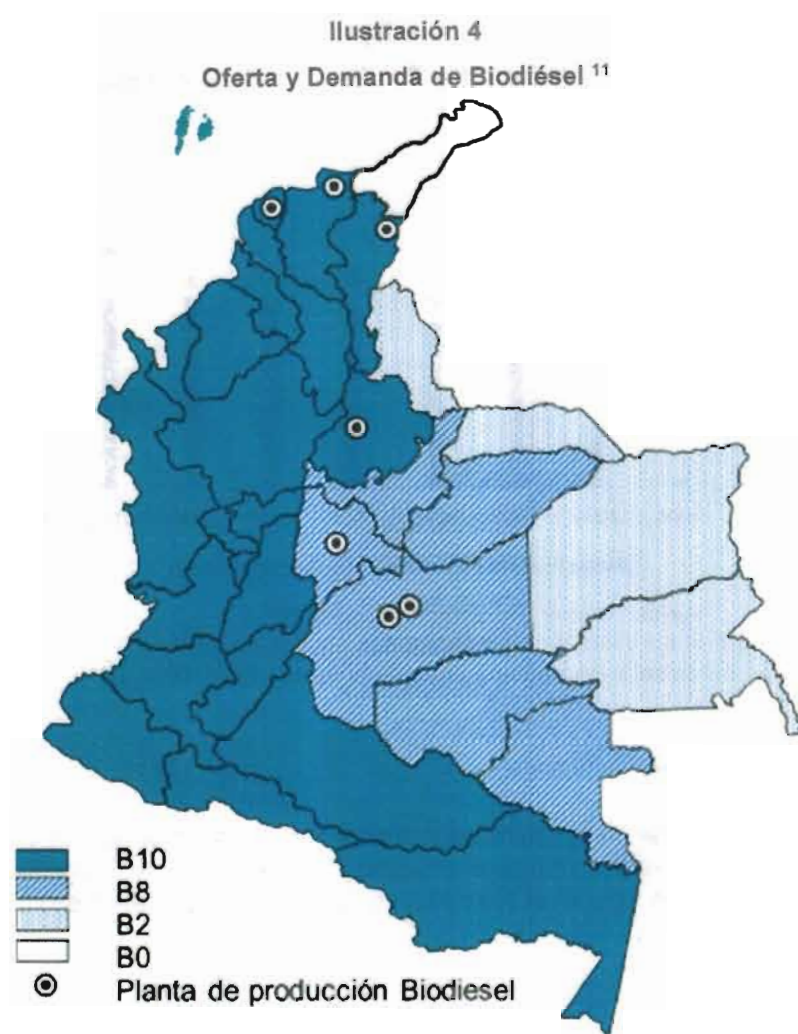 Ilustración 4
Oferta y Demanda de Biodiésel 11
B10
B8
B2
B0
Planta de producción Biodiesel